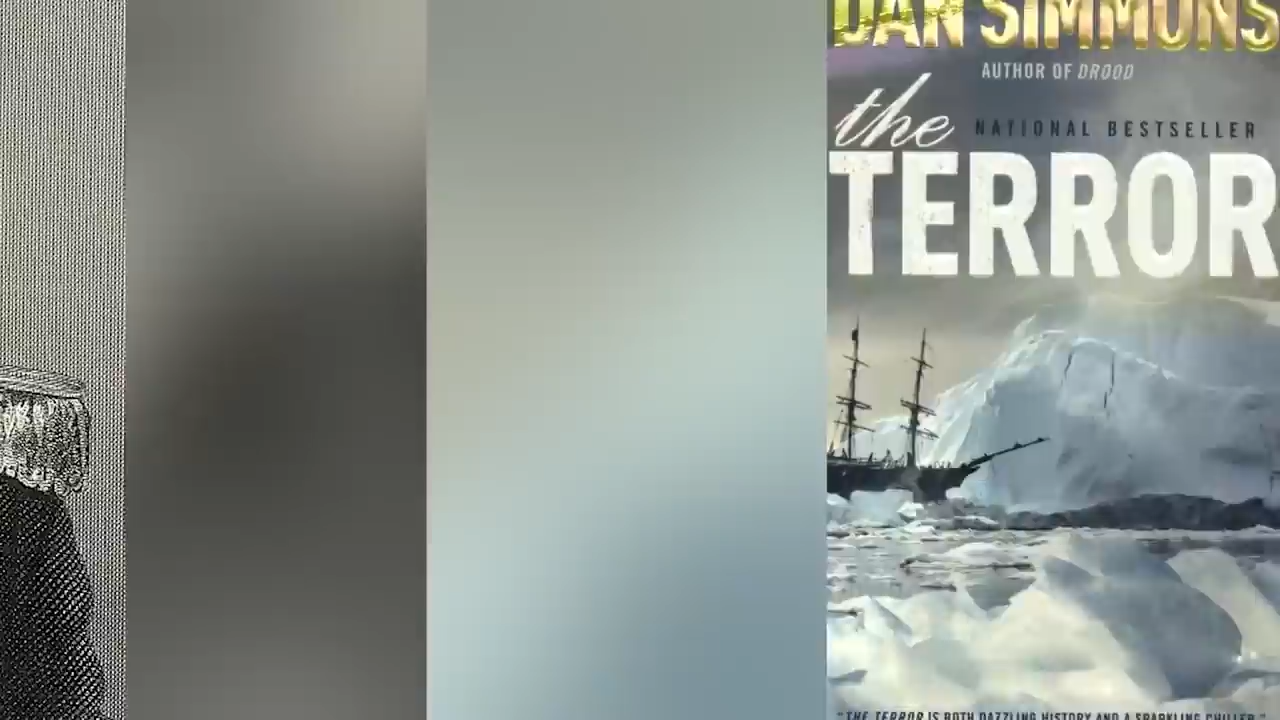 DAN SIMMONS
AUTHOR OF DROOD
the NATIONAL BESTSELLER
TERROR
"THE TERROR IS BOTH DAZZLING HISTORY AND A SPARKLING CHILLER."